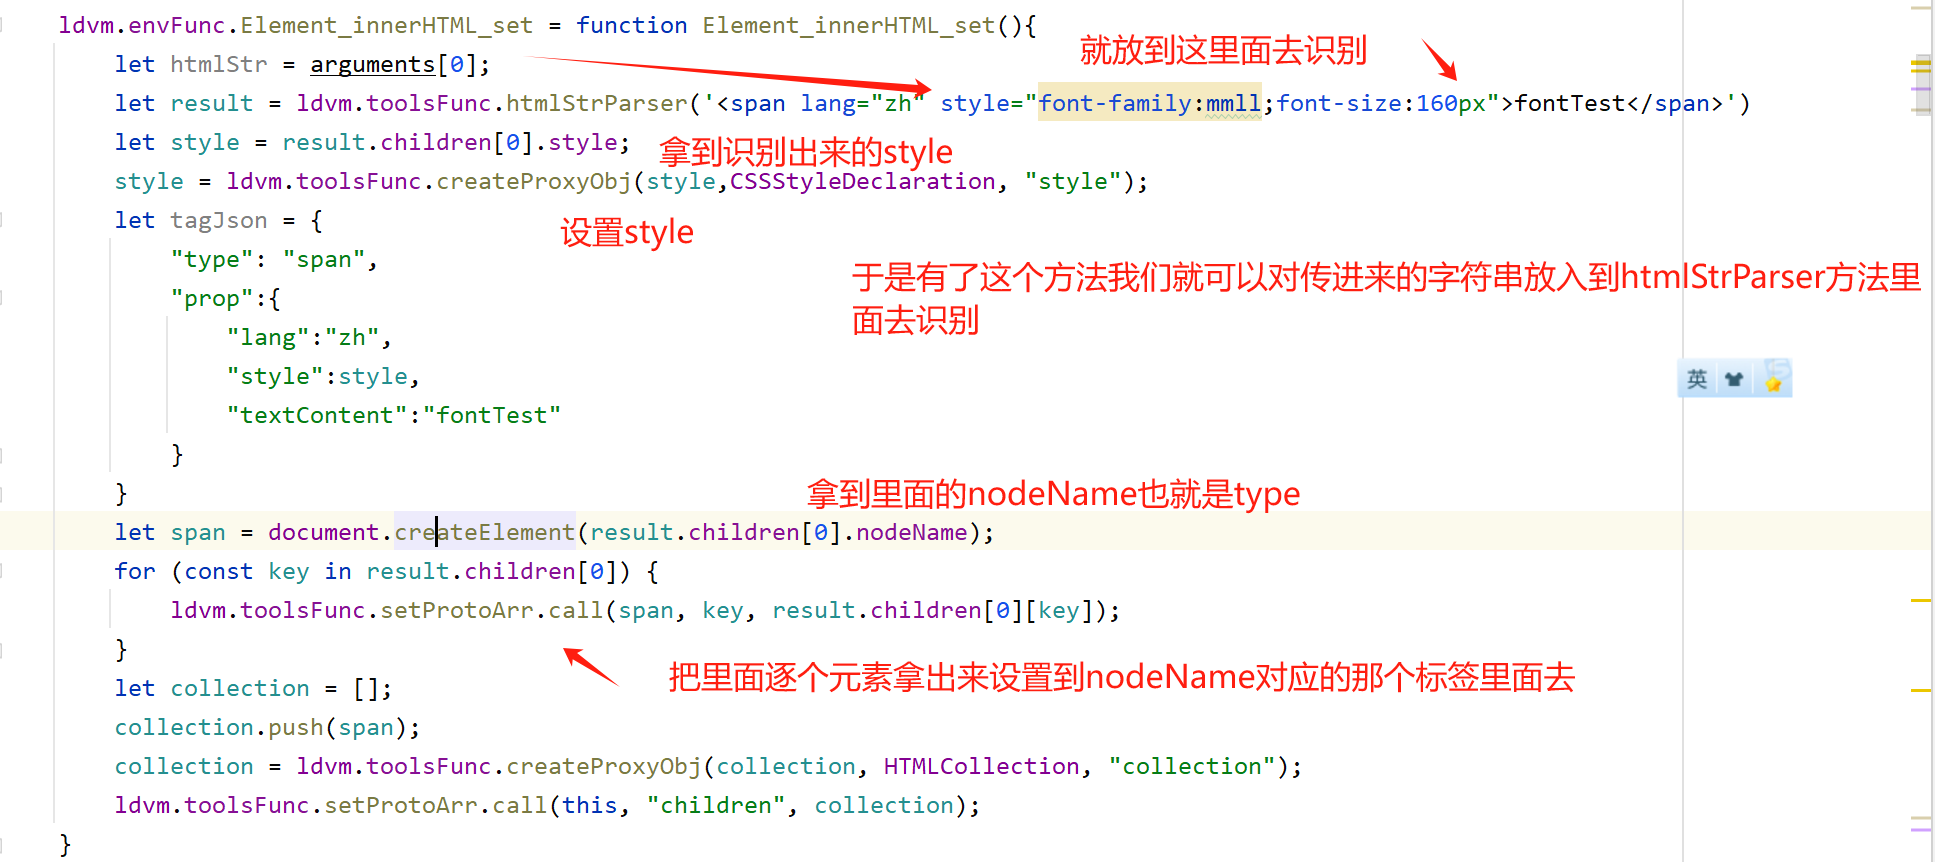 ldvm.envFunc.Element_innerHTML_set = function Element_innerHTML_set(){
就放到这里面去识别
let htmlStr = arguments[0];
let result = ldvm.toolsFunc.htmlStrParser('<span lang="zh" style="font-family:mmll;font-size:160px">fontTest</span>')
let style = result.children[0].style;
拿到识别出来的style
style = ldvm.toolsFunc.createProxyObj(style,CSSStyleDeclaration, "style");
let tagJson = {
设置style
"type": "span",
于是有了这个方法我们就可以对传进来的字符串放入到htmlStrParser方法里
面去识别
"prop":{
"lang":"zh",
"style":style,
英
"textContent":"fontTest"
}
}
拿到里面的nodeName也就是type
let span = document.createElement(result.children[0].nodeName);
for (const key in result.children[0]) {
ldvm.toolsFunc.setProtoArr.call(span, key, result.children[0][key]);
}
把里面逐个元素拿出来设置到nodeName对应的那个标签里面去
let collection = [];
collection.push(span);
collection = ldvm.toolsFunc.createProxyObj(collection, HTMLCollection, "collection");
ldvm.toolsFunc.setProtoArr.call(this, "children", collection);
}